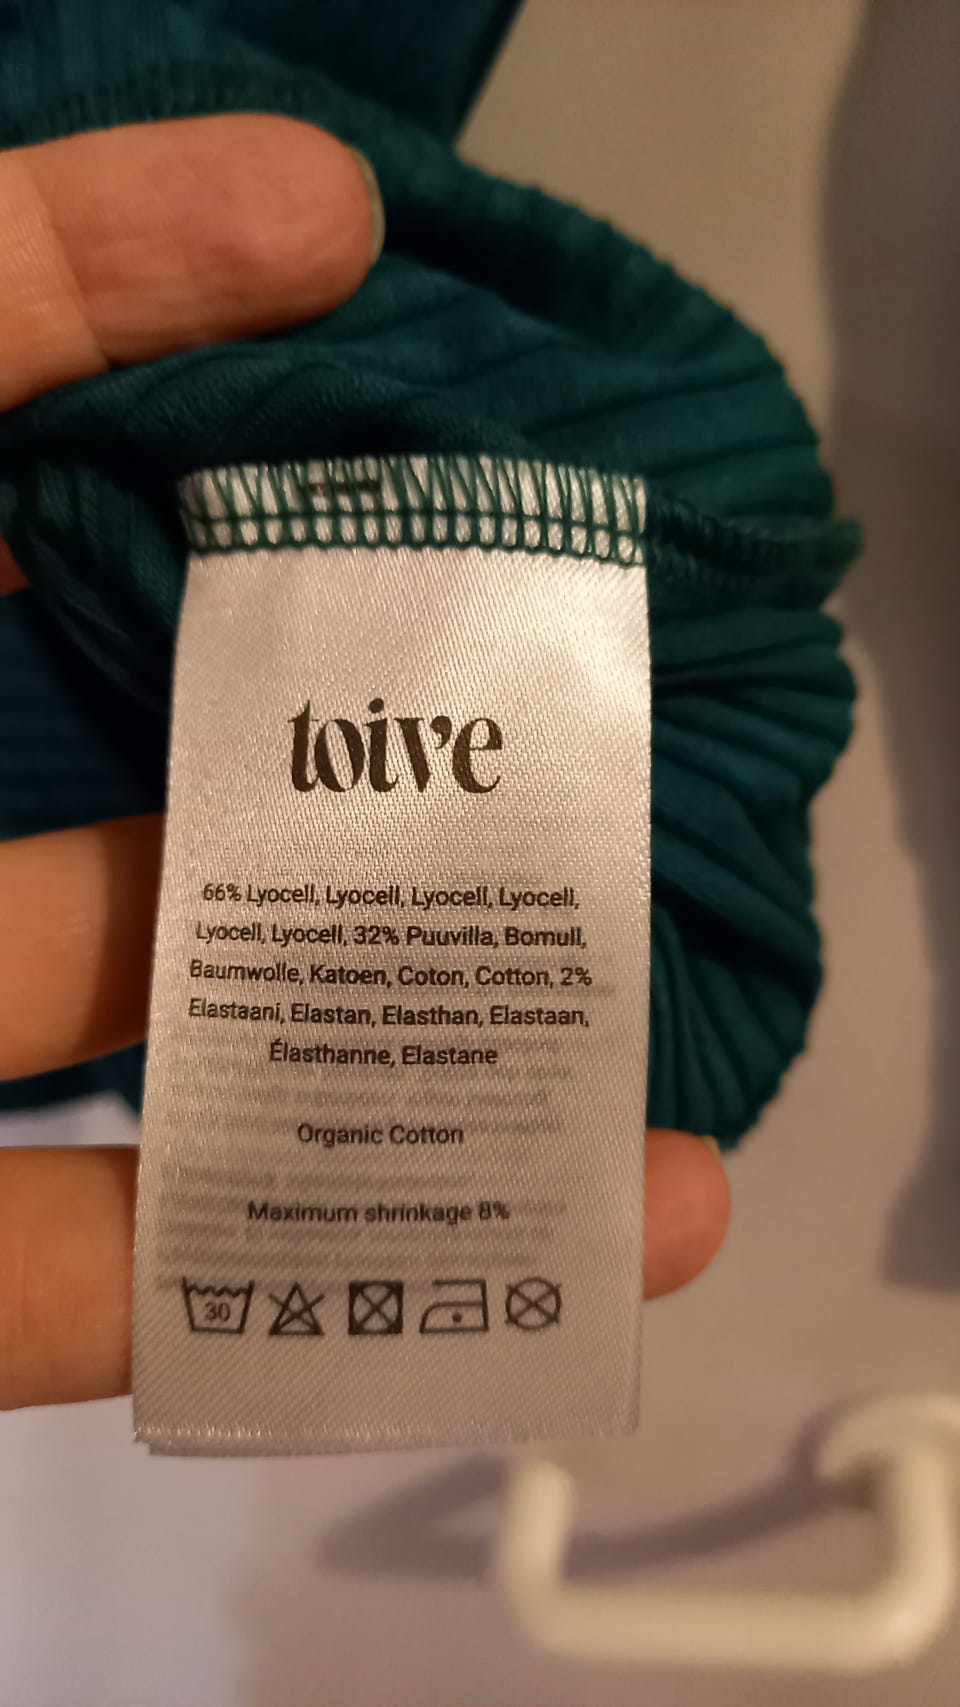 toive
66% Lyocell, Lyocell, Lyocell, Lyocell,
Lyocell, Lyocell, 32% Puuvilla, Bomull,
Baumwolle, Katoen, Coton, Cotton, 2%
Elastaani, Elastan, Elasthan, Elastaan,
Élasthanne, Elastane
Organic Cotton
Maximum shrinkage 8%
30